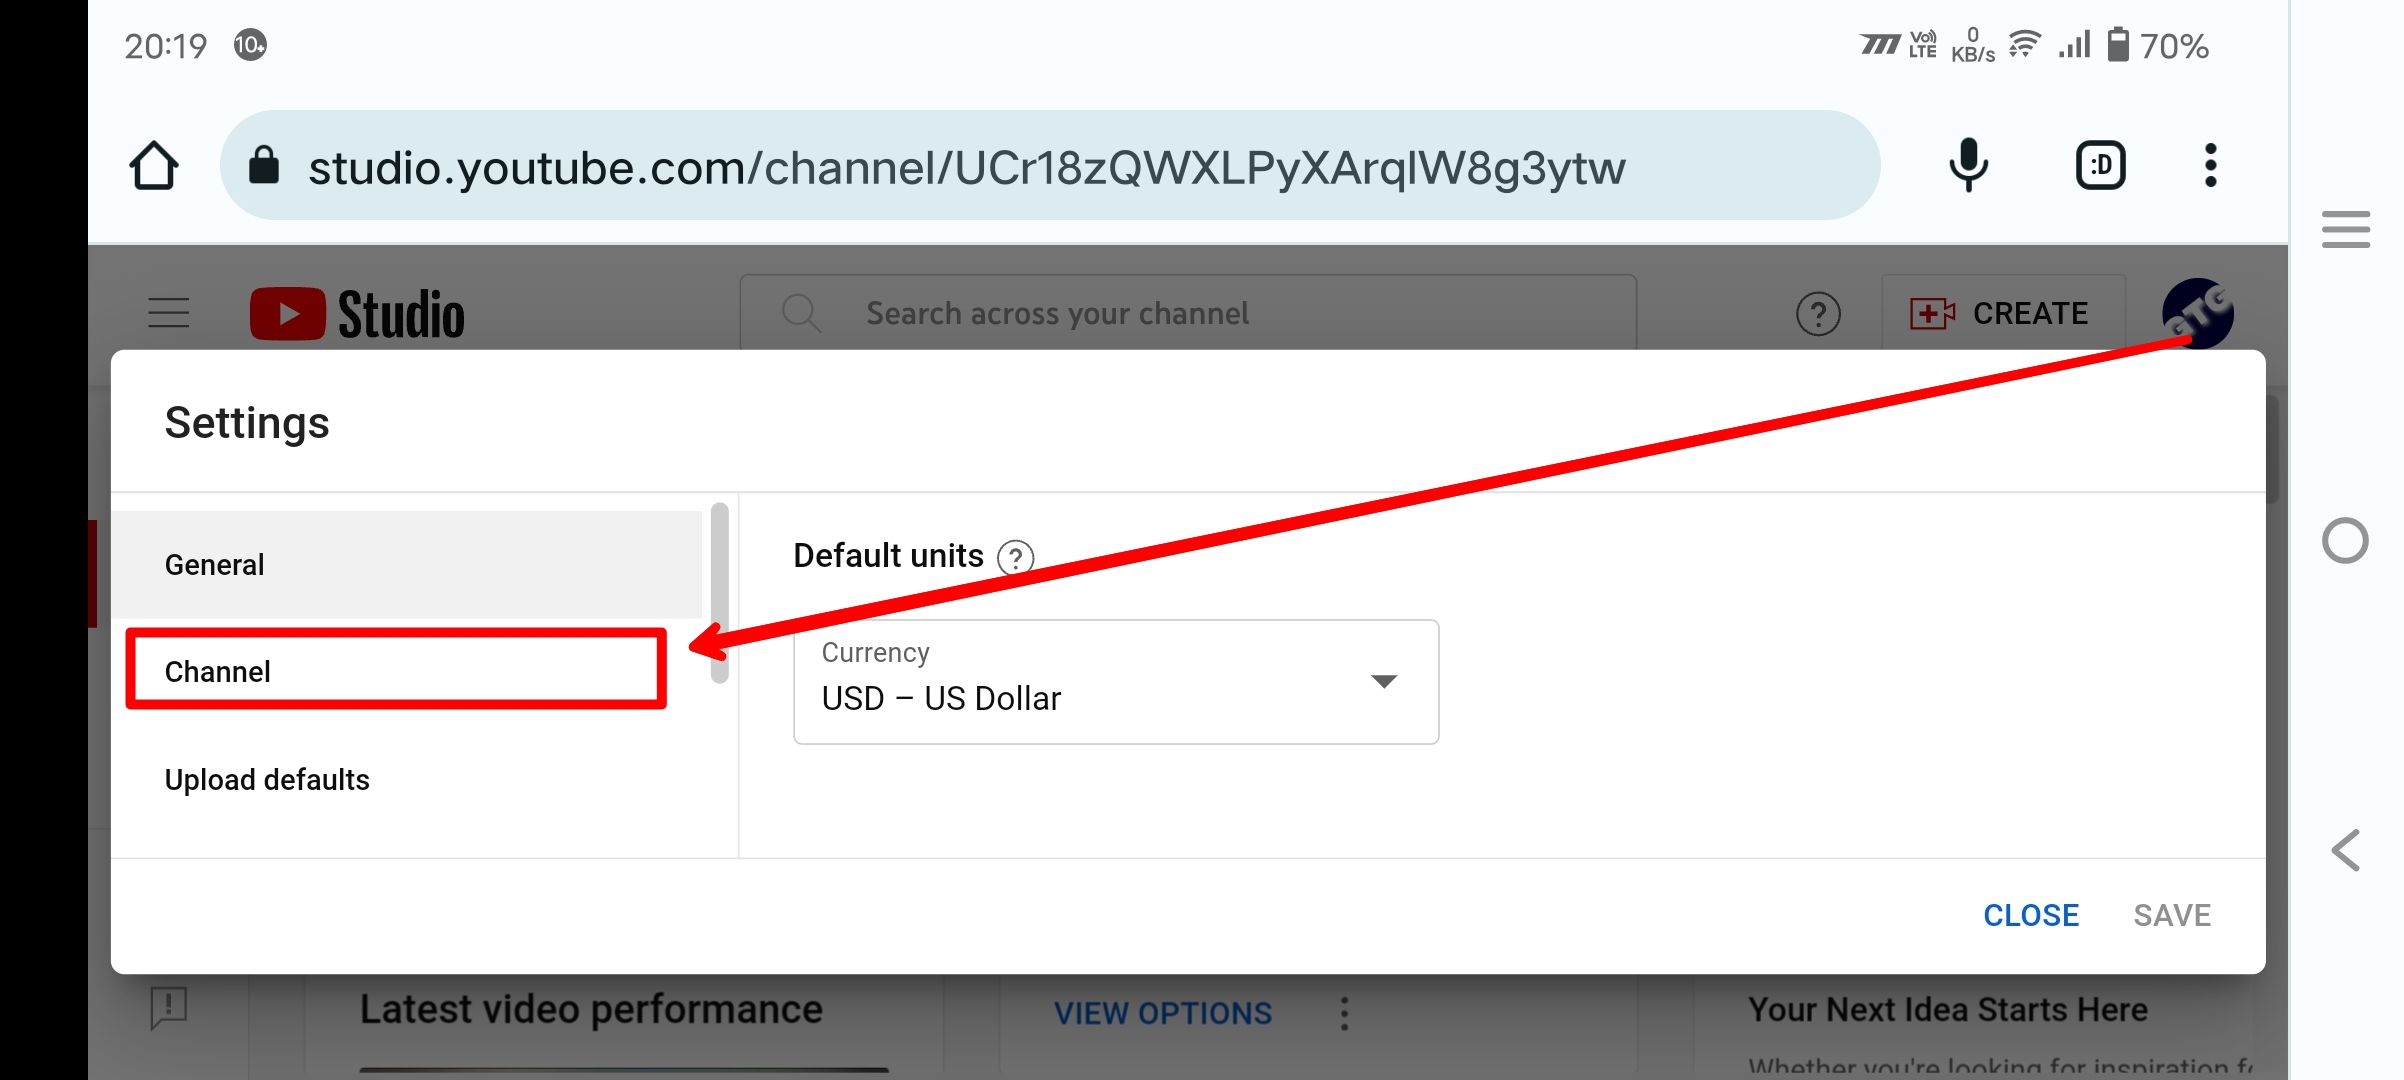 20:19 10+ Vo) LTE 0 KB/s 70%
studio.youtube.com/channel/UCr18zQWXLPyXArqlW8g3ytw :D
Studio Search across your channel ? CREATE GTG
Settings
General
Channel
Upload defaults
Default units ?
Currency
USD – US Dollar
CLOSE SAVE
Latest video performance
VIEW OPTIONS
Your Next Idea Starts Here
Whether you're looking for inspiration